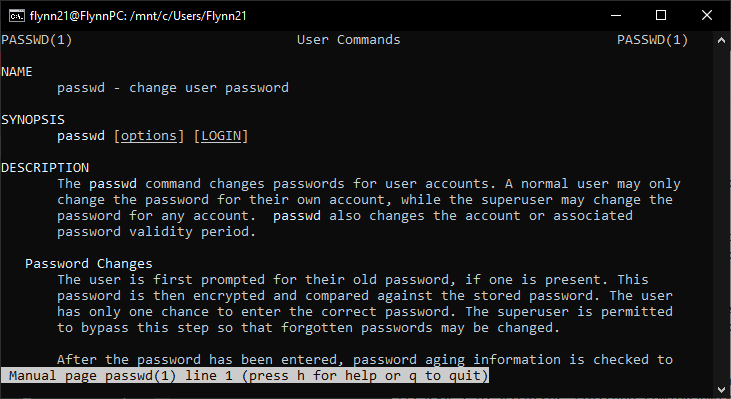 flynn21@FlynnPC: /mnt/c/Users/Flynn21
PASSWD(1) User Commands PASSWD(1)
NAME
passwd - change user password
SYNOPSIS
passwd [options] [LOGIN]
DESCRIPTION
The passwd command changes passwords for user accounts. A normal user may only
change the password for their own account, while the superuser may change the
password for any account.  passwd also changes the account or associated
password validity period.
Password Changes
The user is first prompted for their old password, if one is present. This
password is then encrypted and compared against the stored password. The user
has only one chance to enter the correct password. The superuser is permitted
to bypass this step so that forgotten passwords may be changed.
After the password has been entered, password aging information is checked to
Manual page passwd(1) line 1 (press h for help or q to quit)